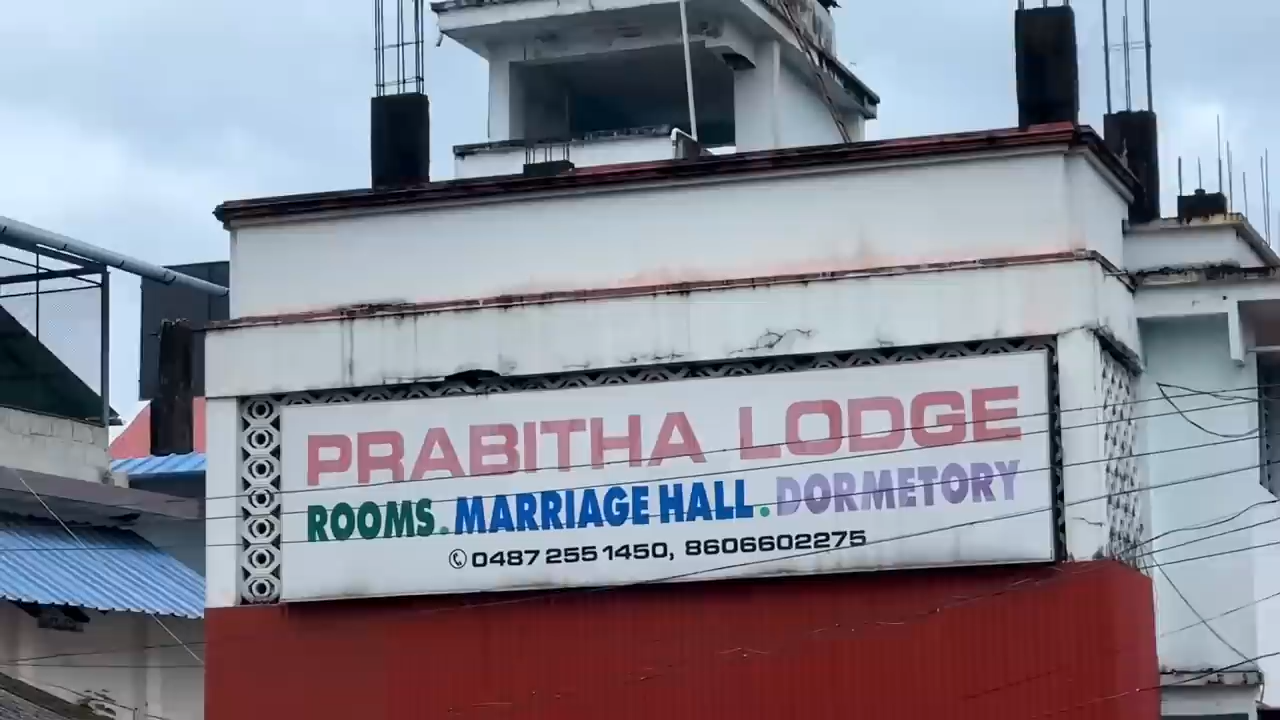 PRABITHA LODGE
ROOMS. MARRIAGE HALL. DORMETORY
✆ 0487 255 1450, 8606602275